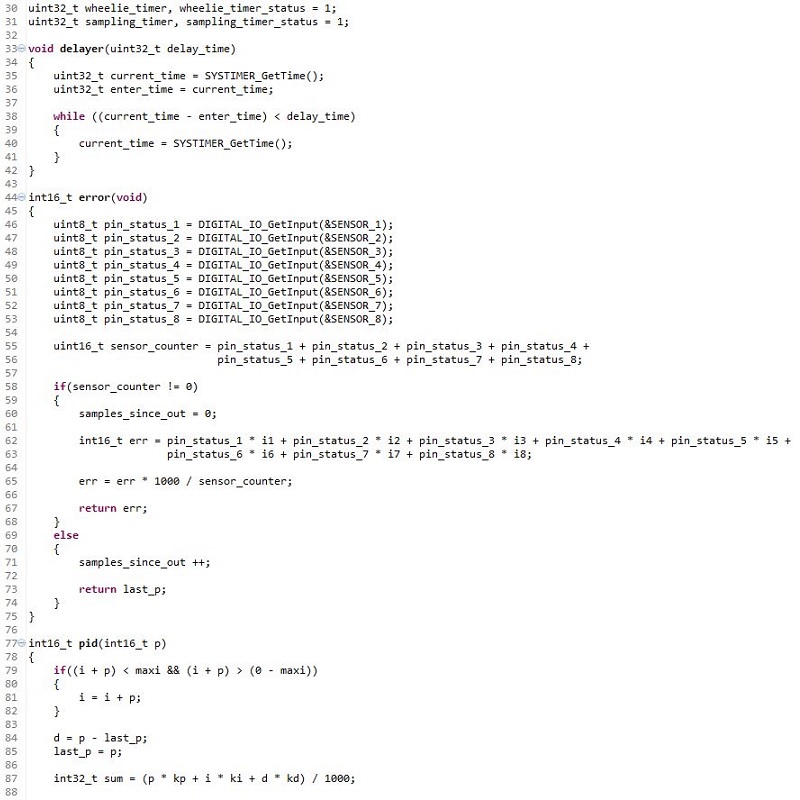 30 uint32_t wheelie_timer, wheelie_timer_status = 1;
31 uint32_t sampling_timer, sampling_timer_status = 1;
32
33 void delayer(uint32_t delay_time)
34 {
35     uint32_t current_time = SYSTIMER_GetTime();
36     uint32_t enter_time = current_time;
37
38     while ((current_time - enter_time) < delay_time)
39     {
40         current_time = SYSTIMER_GetTime();
41     }
42 }
43
44 int16_t error(void)
45 {
46     uint8_t pin_status_1 = DIGITAL_IO_GetInput(&SENSOR_1);
47     uint8_t pin_status_2 = DIGITAL_IO_GetInput(&SENSOR_2);
48     uint8_t pin_status_3 = DIGITAL_IO_GetInput(&SENSOR_3);
49     uint8_t pin_status_4 = DIGITAL_IO_GetInput(&SENSOR_4);
50     uint8_t pin_status_5 = DIGITAL_IO_GetInput(&SENSOR_5);
51     uint8_t pin_status_6 = DIGITAL_IO_GetInput(&SENSOR_6);
52     uint8_t pin_status_7 = DIGITAL_IO_GetInput(&SENSOR_7);
53     uint8_t pin_status_8 = DIGITAL_IO_GetInput(&SENSOR_8);
54
55     uint16_t sensor_counter = pin_status_1 + pin_status_2 + pin_status_3 + pin_status_4 +
56                               pin_status_5 + pin_status_6 + pin_status_7 + pin_status_8;
57
58     if(sensor_counter != 0)
59     {
60         samples_since_out = 0;
61
62         int16_t err = pin_status_1 * i1 + pin_status_2 * i2 + pin_status_3 * i3 + pin_status_4 * i4 + pin_status_5 * i5 +
63                       pin_status_6 * i6 + pin_status_7 * i7 + pin_status_8 * i8;
64
65         err = err * 1000 / sensor_counter;
66
67         return err;
68     }
69     else
70     {
71         samples_since_out ++;
72
73         return last_p;
74     }
75 }
76
77 int16_t pid(int16_t p)
78 {
79     if((i + p) < maxi && (i + p) > (0 - maxi))
80     {
81         i = i + p;
82     }
83
84     d = p - last_p;
85     last_p = p;
86
87     int32_t sum = (p * kp + i * ki + d * kd) / 1000;
88